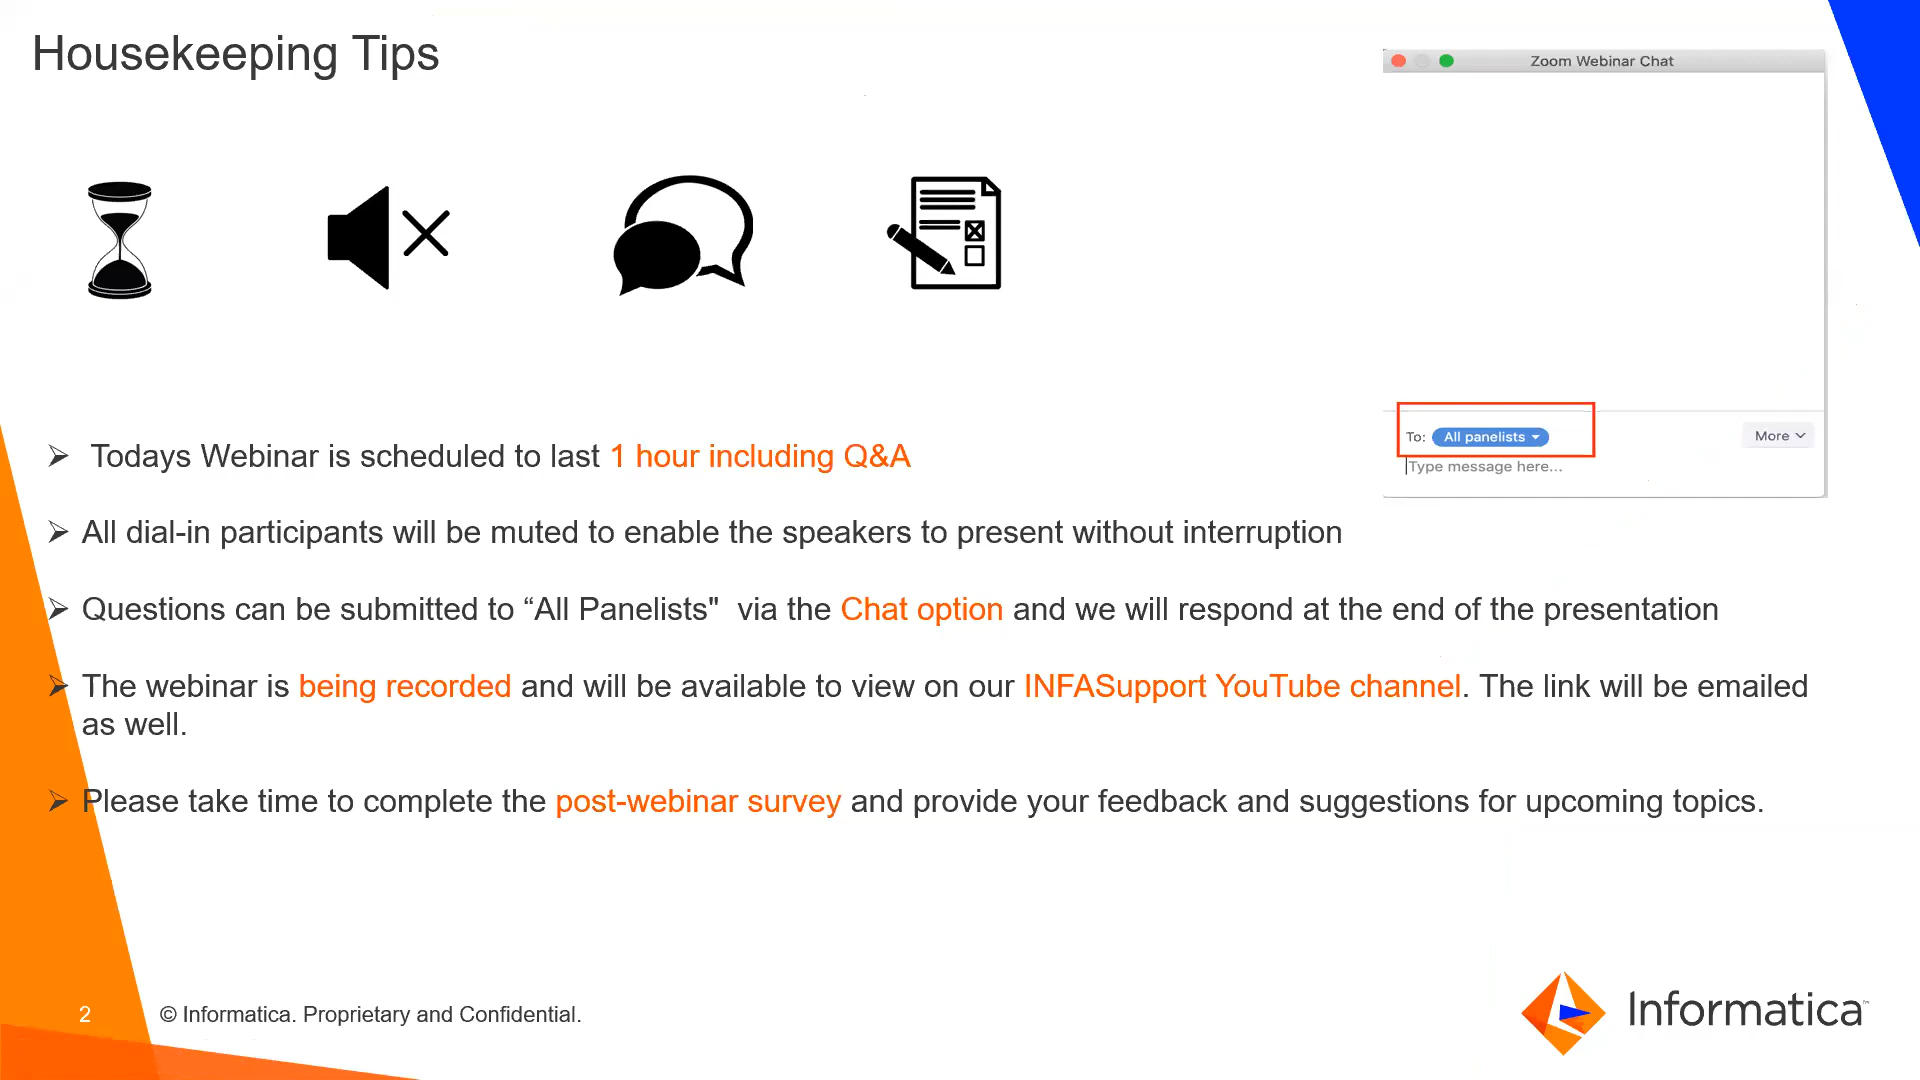 Housekeeping Tips
Zoom Webinar Chat
To: All panelists
More
Type message here...
➢ Todays Webinar is scheduled to last 1 hour including Q&A
➢ All dial-in participants will be muted to enable the speakers to present without interruption
➢ Questions can be submitted to “All Panelists"  via the Chat option and we will respond at the end of the presentation
➢ The webinar is being recorded and will be available to view on our INFASupport YouTube channel. The link will be emailed
as well.
➢ Please take time to complete the post-webinar survey and provide your feedback and suggestions for upcoming topics.
2
© Informatica. Proprietary and Confidential.
Informatica™